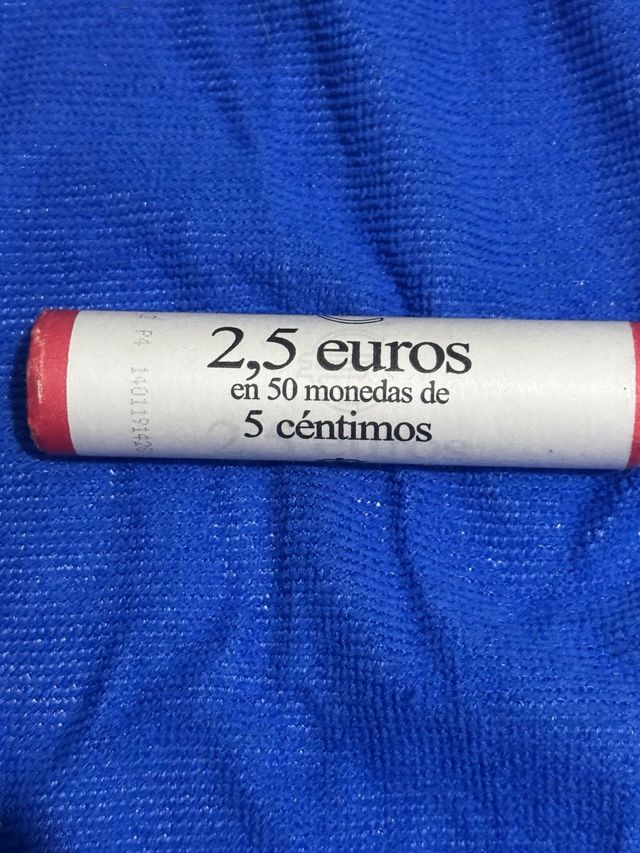 2,5 euros
en 50 monedas de
5 céntimos